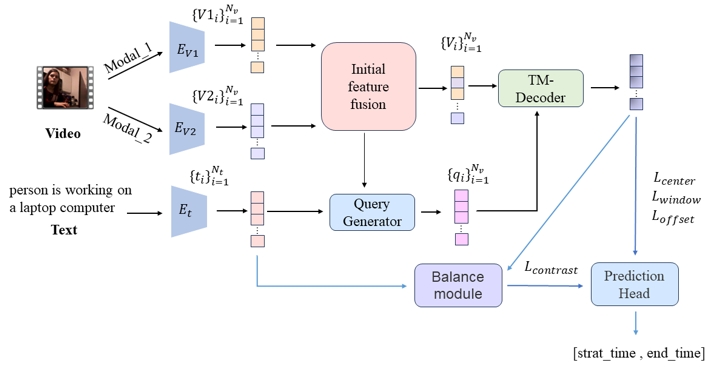 {V1_i}_{i=1}^{N_v}
Modal_1
E_{V1}
Video
Modal_2
{V2_i}_{i=1}^{N_v}
E_{V2}
Initial
feature
fusion
{V_i}_{i=1}^{N_v}
TM-
Decoder
person is working on
a laptop computer
Text
{t_i}_{i=1}^{N_t}
E_t
Query
Generator
{q_i}_{i=1}^{N_v}
L_{center}
L_{window}
L_{offset}
Balance
module
L_{contrast}
Prediction
Head
[strat_time , end_time]